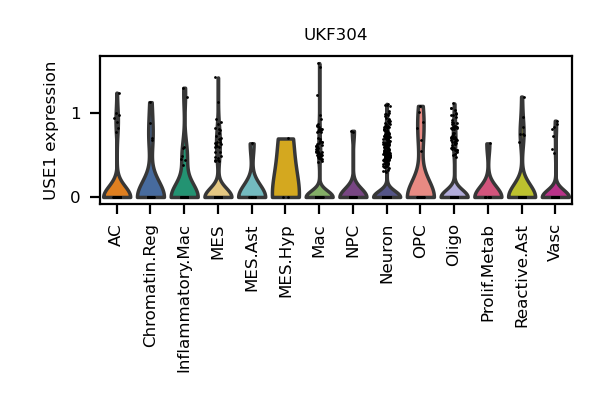 UKF304
USE1 expression
1
0
AC
Chromatin.Reg
Inflammatory.Mac
MES
MES.Ast
MES.Hyp
Mac
NPC
Neuron
OPC
Oligo
Prolif.Metab
Reactive.Ast
Vasc